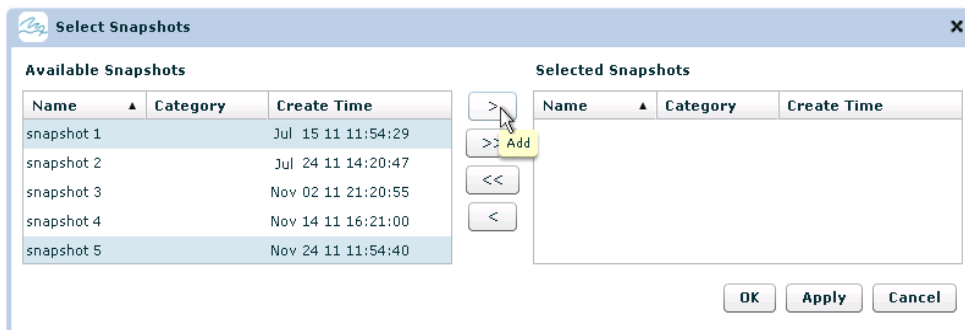 Select Snapshots
Available Snapshots
Name Category Create Time
snapshot 1 Jul 15 11 11:54:29
snapshot 2 Jul 24 11 14:20:47
snapshot 3 Nov 02 11 21:20:55
snapshot 4 Nov 14 11 16:21:00
snapshot 5 Nov 24 11 11:54:40
>
>>
Add
<<
<
Selected Snapshots
Name Category Create Time
OK Apply Cancel